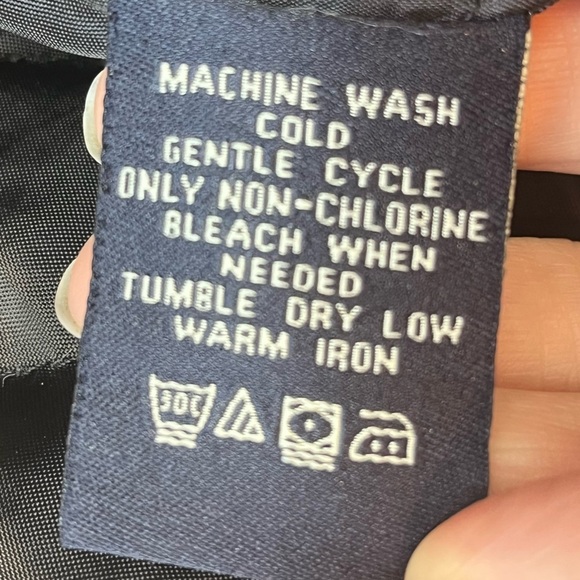 MACHINE WASH
COLD
GENTLE CYCLE
ONLY NON-CHLORINE
BLEACH WHEN
NEEDED
TUMBLE DRY LOW
WARM IRON
30C